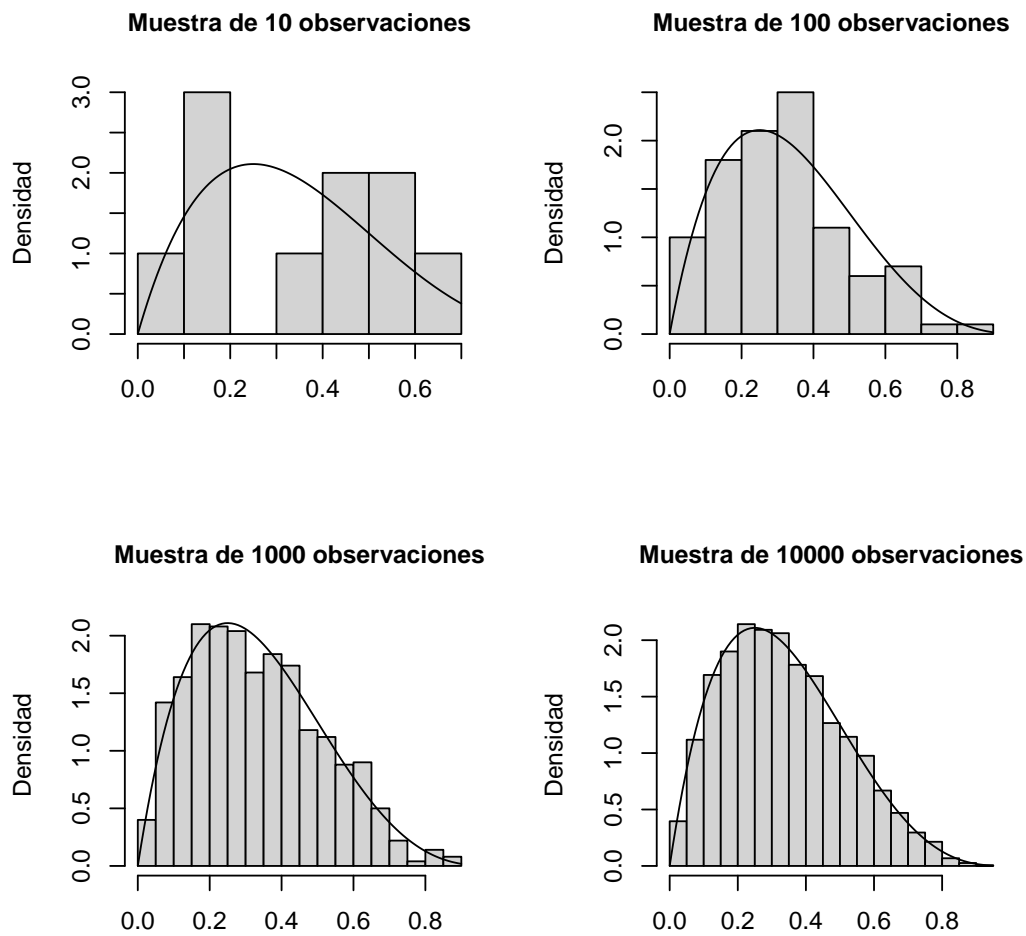 Muestra de 10 observaciones
Densidad
0.0 1.0 2.0 3.0
0.0 0.2 0.4 0.6
Muestra de 100 observaciones
Densidad
0.0 1.0 2.0
0.0 0.2 0.4 0.6 0.8
Muestra de 1000 observaciones
Densidad
0.0 0.5 1.0 1.5 2.0
0.0 0.2 0.4 0.6 0.8
Muestra de 10000 observaciones
Densidad
0.0 0.5 1.0 1.5 2.0
0.0 0.2 0.4 0.6 0.8